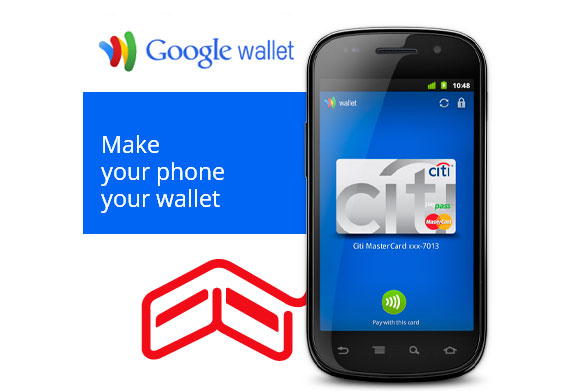 Google wallet
Make
your phone
your wallet
10:48
wallet
citi
citi
paypass
MasterCard
Citi MasterCard xxx-7013
Pay with this card